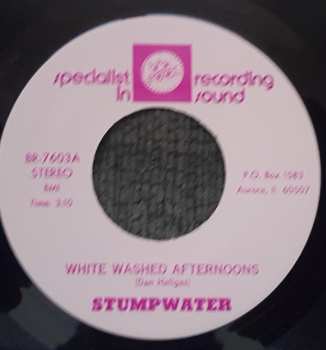 specialist recording
in sound
BR-7603A
STEREO
BMI
Time: 3:10
P.O. Box 1983
Aurora, Il. 60507
WHITE WASHED AFTERNOONS
(Dan Halligan)
STUMPWATER